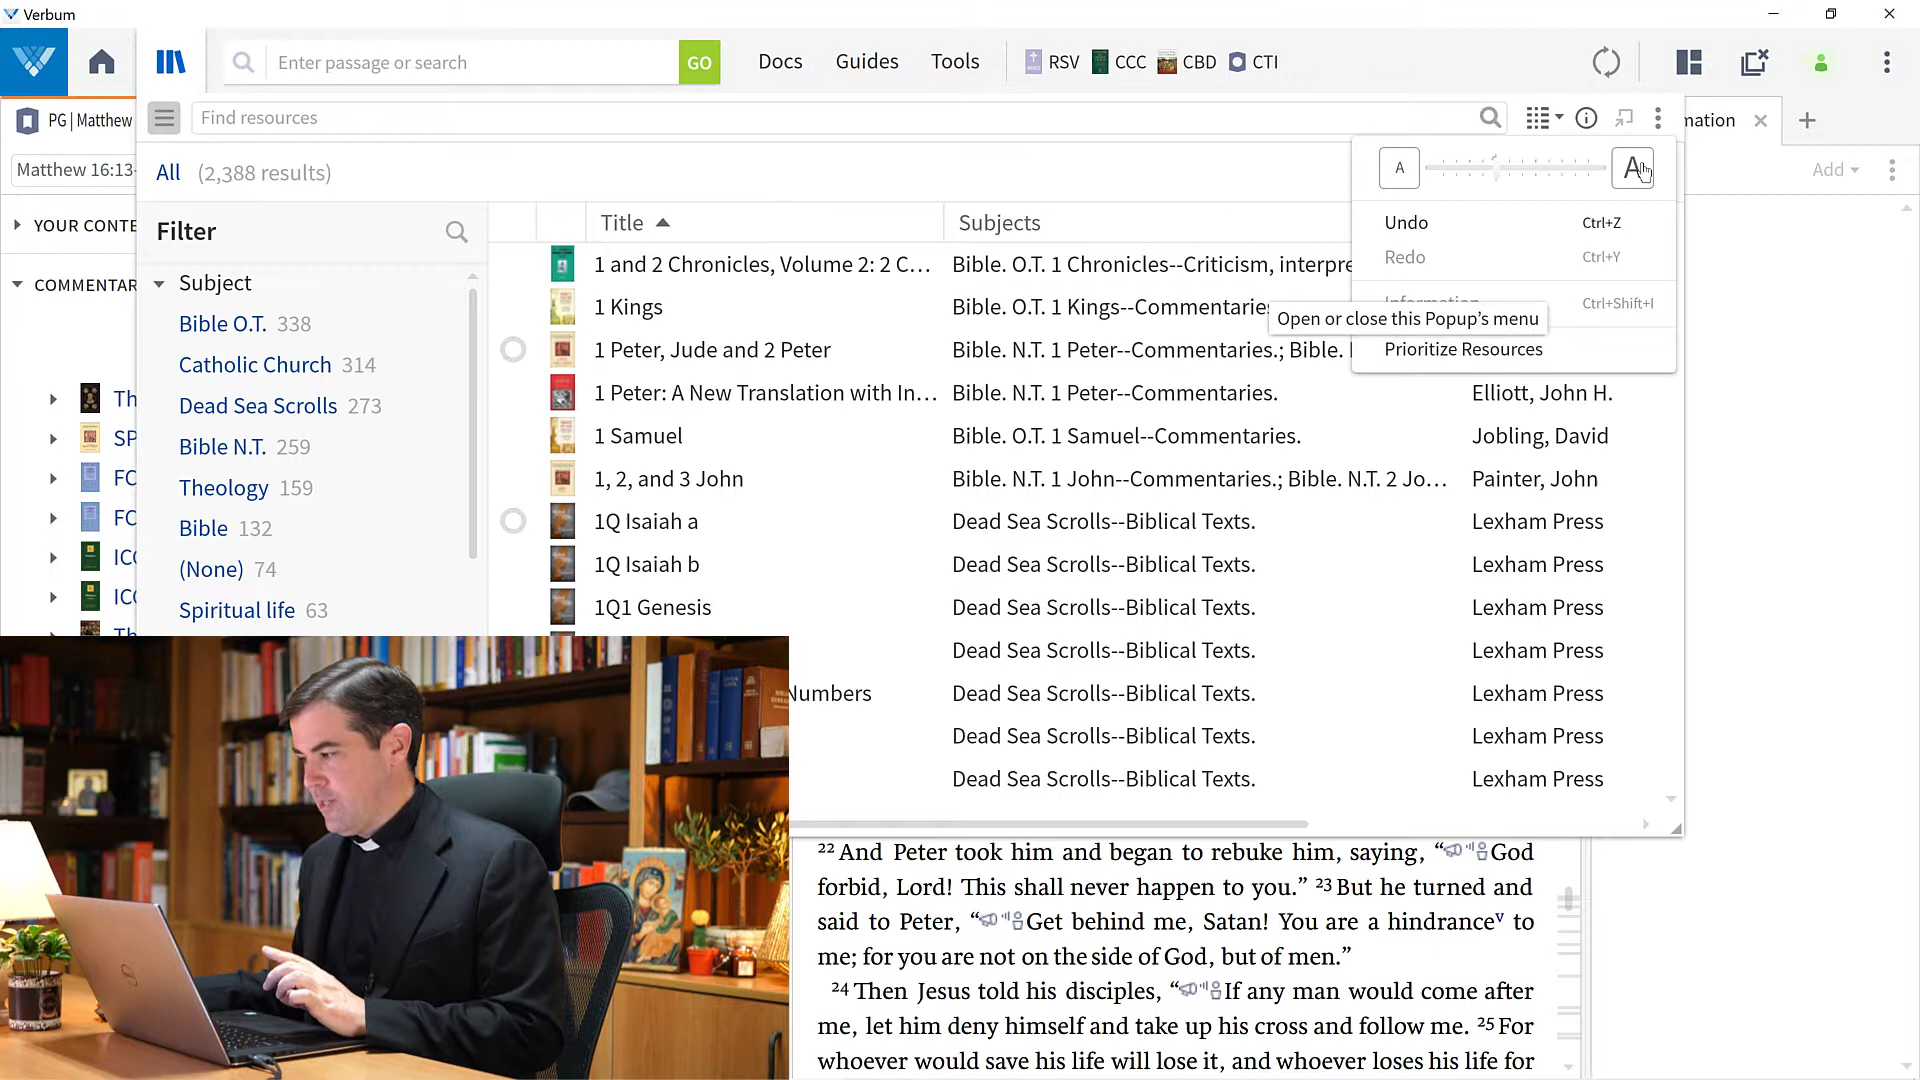 Verbum
Enter passage or search
GO
Docs
Guides
Tools
RSV
CCC
CBD
CTI
PG | Matthew
Find resources
mation
Matthew 16:13-
All (2,388 results)
Add
YOUR CONTE
COMMENTAR
Th
SP
FC
FC
ICC
ICC
Th
Filter
Subject
Bible O.T. 338
Catholic Church 314
Dead Sea Scrolls 273
Bible N.T. 259
Theology 159
Bible 132
(None) 74
Spiritual life 63
Title
Subjects
1 and 2 Chronicles, Volume 2: 2 C... Bible. O.T. 1 Chronicles--Criticism, interpre
1 Kings Bible. O.T. 1 Kings--Commentarie
1 Peter, Jude and 2 Peter Bible. N.T. 1 Peter--Commentaries.; Bible.
1 Peter: A New Translation with In... Bible. N.T. 1 Peter--Commentaries. Elliott, John H.
1 Samuel Bible. O.T. 1 Samuel--Commentaries. Jobling, David
1, 2, and 3 John Bible. N.T. 1 John--Commentaries.; Bible. N.T. 2 Jo... Painter, John
1Q Isaiah a Dead Sea Scrolls--Biblical Texts. Lexham Press
1Q Isaiah b Dead Sea Scrolls--Biblical Texts. Lexham Press
1Q1 Genesis Dead Sea Scrolls--Biblical Texts. Lexham Press
Dead Sea Scrolls--Biblical Texts. Lexham Press
Numbers Dead Sea Scrolls--Biblical Texts. Lexham Press
Dead Sea Scrolls--Biblical Texts. Lexham Press
Dead Sea Scrolls--Biblical Texts. Lexham Press
A
A
Undo Ctrl+Z
Redo Ctrl+Y
Information Ctrl+Shift+I
Open or close this Popup's menu
Prioritize Resources
22 And Peter took him and began to rebuke him, saying, “God
forbid, Lord! This shall never happen to you.” 23 But he turned and
said to Peter, “Get behind me, Satan! You are a hindrancev to
me; for you are not on the side of God, but of men.”
24 Then Jesus told his disciples, “If any man would come after
me, let him deny himself and take up his cross and follow me. 25 For
whoever would save his life will lose it, and whoever loses his life for